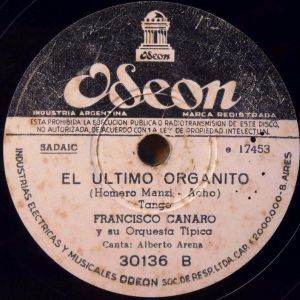 Odeon
INDUSTRIA ARGENTINA MARCA REGISTRADA
ESTA PROHIBIDA LA EJECUCION PUBLICA O RADIOTRANSMISION DE ESTE DISCO,
NO AUTORIZADA, DE ACUERDO CON LA LEY DE PROPIEDAD INTELECTUAL
SADAIC e 17453
EL ULTIMO ORGANITO
(Homero Manzi - Acho)
Tango
FRANCISCO CANARO
y su Orquesta Tipica
Canta: Alberto Arena
30136 B
INDUSTRIAS ELECTRICAS Y MUSICALES ODEON SOC. DE RESP. LTDA. CAP. $ 2.000.000 - B. AIRES